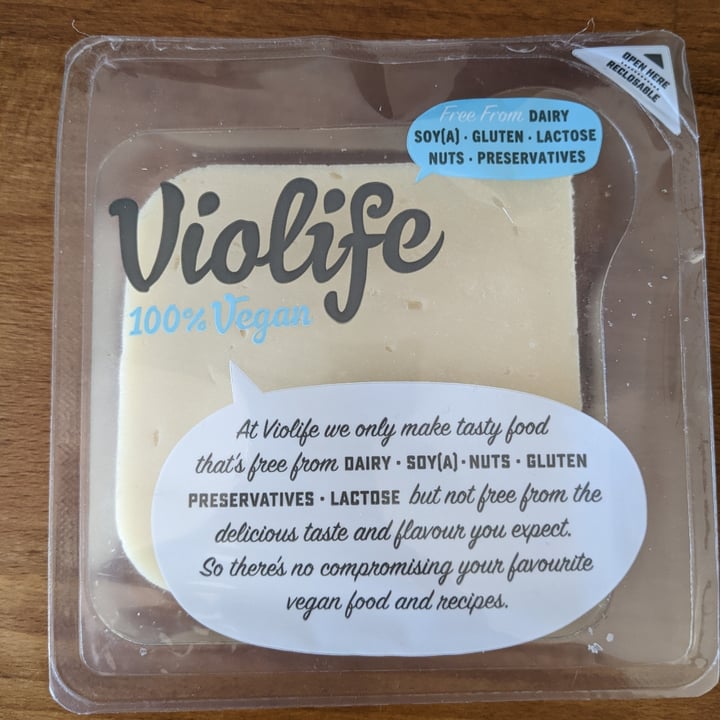 OPEN HERE
RECLOSABLE
Free From DAIRY
SOY(A) · GLUTEN · LACTOSE
NUTS · PRESERVATIVES
Violife
100% Vegan
At Violife we only make tasty food
that's free from DAIRY · SOY(A) · NUTS · GLUTEN
PRESERVATIVES · LACTOSE but not free from the
delicious taste and flavour you expect.
So there's no compromising your favourite
vegan food and recipes.